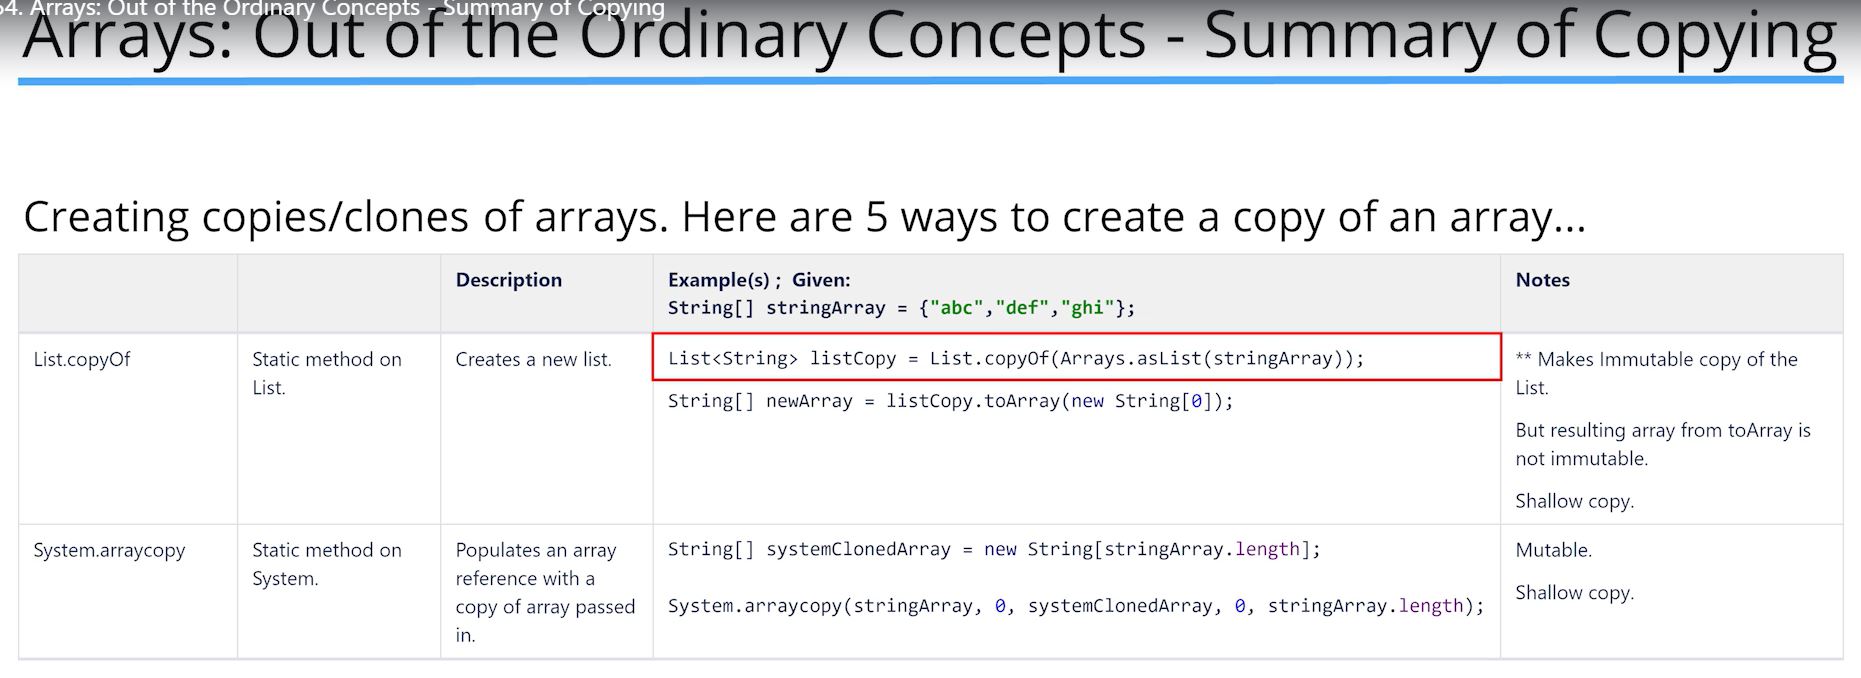 54. Arrays: Out of the Ordinary Concepts - Summary of Copying
Arrays: Out of the Ordinary Concepts - Summary of Copying
Creating copies/clones of arrays. Here are 5 ways to create a copy of an array...
Description
Example(s) ; Given:
String[] stringArray = {"abc","def","ghi"};
Notes
List.copyOf
Static method on
List.
Creates a new list.
List<String> listCopy = List.copyOf(Arrays.asList(stringArray));
String[] newArray = listCopy.toArray(new String[0]);
** Makes Immutable copy of the
List.
But resulting array from toArray is
not immutable.
Shallow copy.
System.arraycopy
Static method on
System.
Populates an array
reference with a
copy of array passed
in.
String[] systemClonedArray = new String[stringArray.length];
System.arraycopy(stringArray, 0, systemClonedArray, 0, stringArray.length);
Mutable.
Shallow copy.